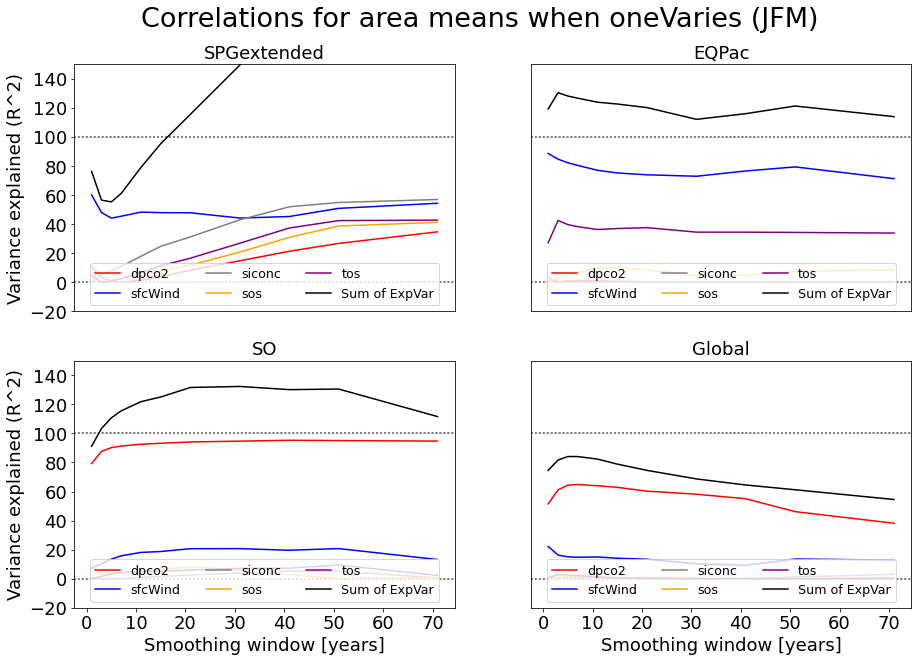 Correlations for area means when oneVaries (JFM)
SPGextended
EQPac
Variance explained (R^2)
140
120
100
80
60
40
20
0
−20
dpco2 siconc tos
sfcWind sos Sum of ExpVar
dpco2 siconc tos
sfcWind sos Sum of ExpVar
SO
Global
Variance explained (R^2)
140
120
100
80
60
40
20
0
−20
dpco2 siconc tos
sfcWind sos Sum of ExpVar
dpco2 siconc tos
sfcWind sos Sum of ExpVar
0 10 20 30 40 50 60 70
0 10 20 30 40 50 60 70
Smoothing window [years]
Smoothing window [years]